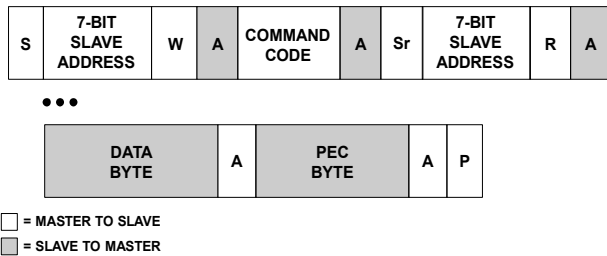 S 7-BIT SLAVE ADDRESS W A COMMAND CODE A Sr 7-BIT SLAVE ADDRESS R A
•••
DATA BYTE A PEC BYTE A P
= MASTER TO SLAVE
= SLAVE TO MASTER